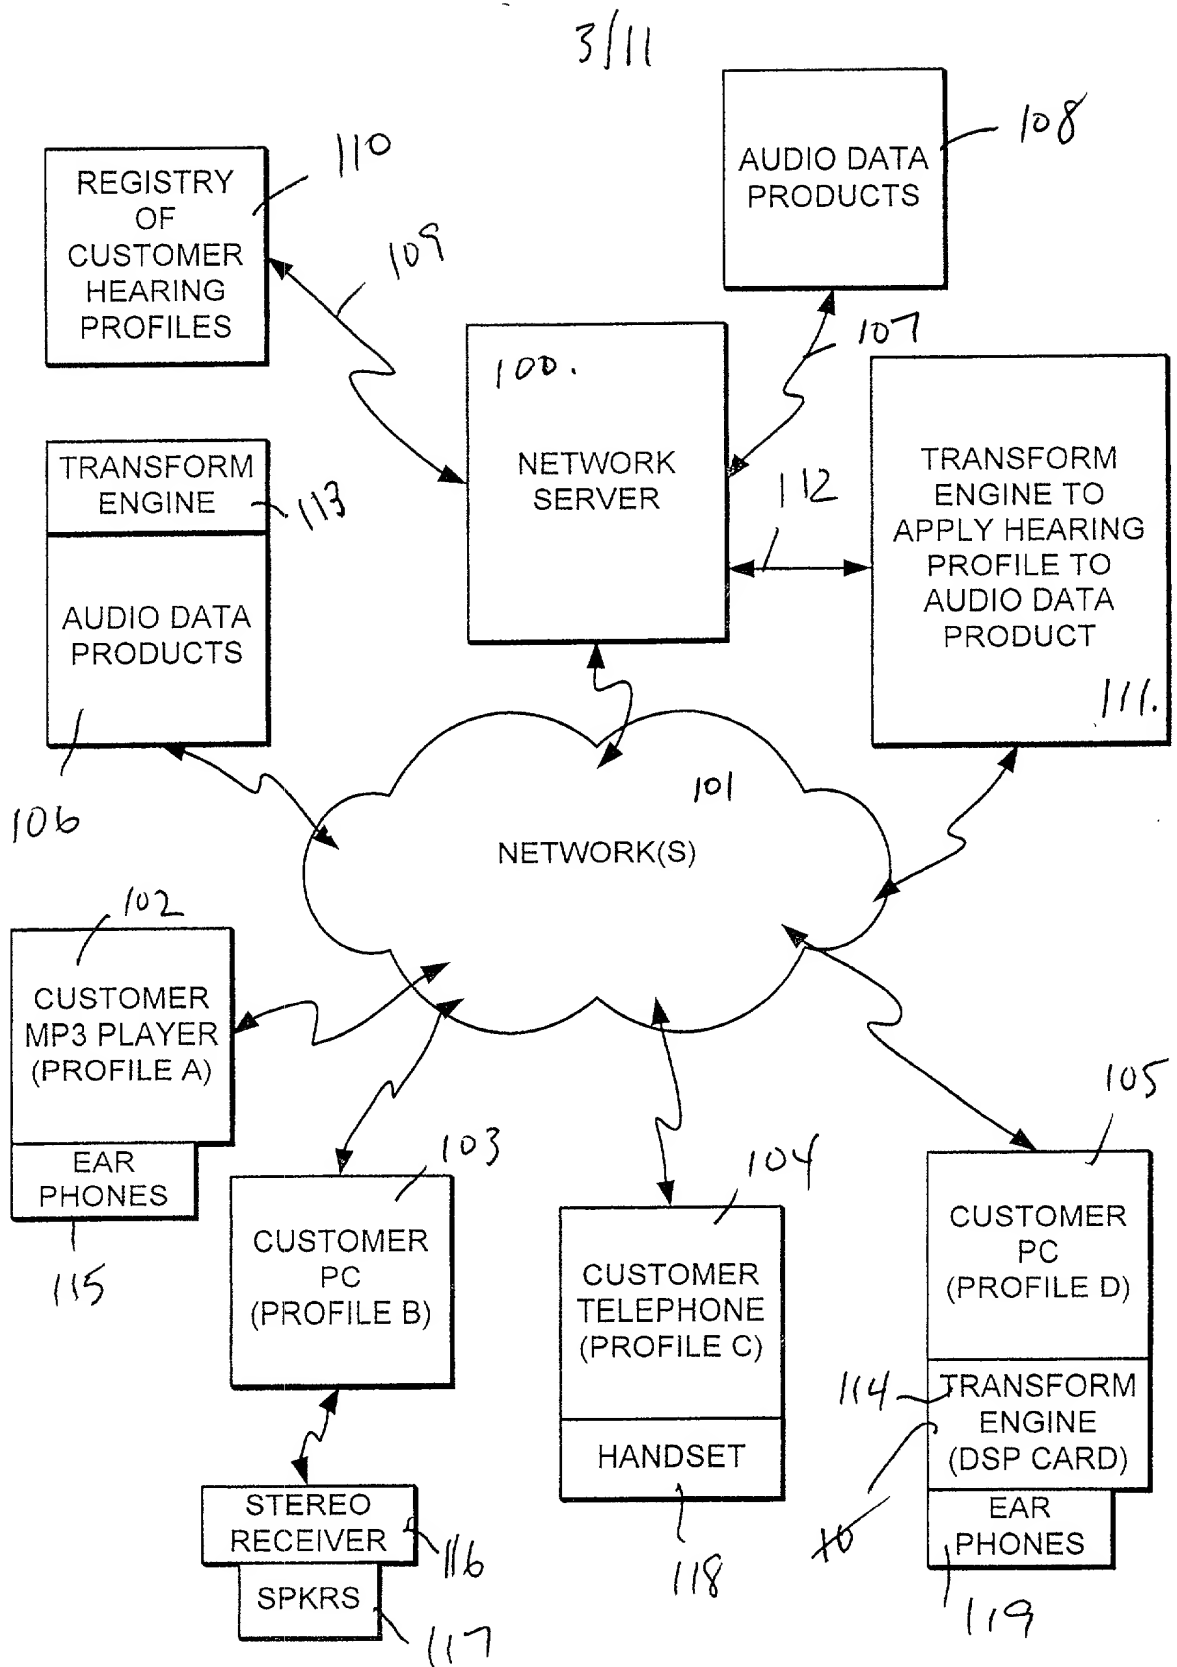 3/11
108
AUDIO DATA
PRODUCTS
110
REGISTRY
OF
CUSTOMER
HEARING
PROFILES
109
107
100.
NETWORK
SERVER
112
TRANSFORM
ENGINE TO
APPLY HEARING
PROFILE TO
AUDIO DATA
PRODUCT
111.
TRANSFORM
ENGINE
113
AUDIO DATA
PRODUCTS
106
101
NETWORK(S)
102
CUSTOMER
MP3 PLAYER
(PROFILE A)
EAR
PHONES
115
103
CUSTOMER
PC
(PROFILE B)
STEREO
RECEIVER
116
SPKRS
117
104
CUSTOMER
TELEPHONE
(PROFILE C)
HANDSET
118
105
CUSTOMER
PC
(PROFILE D)
114
TRANSFORM
ENGINE
(DSP CARD)
10
EAR
PHONES
119